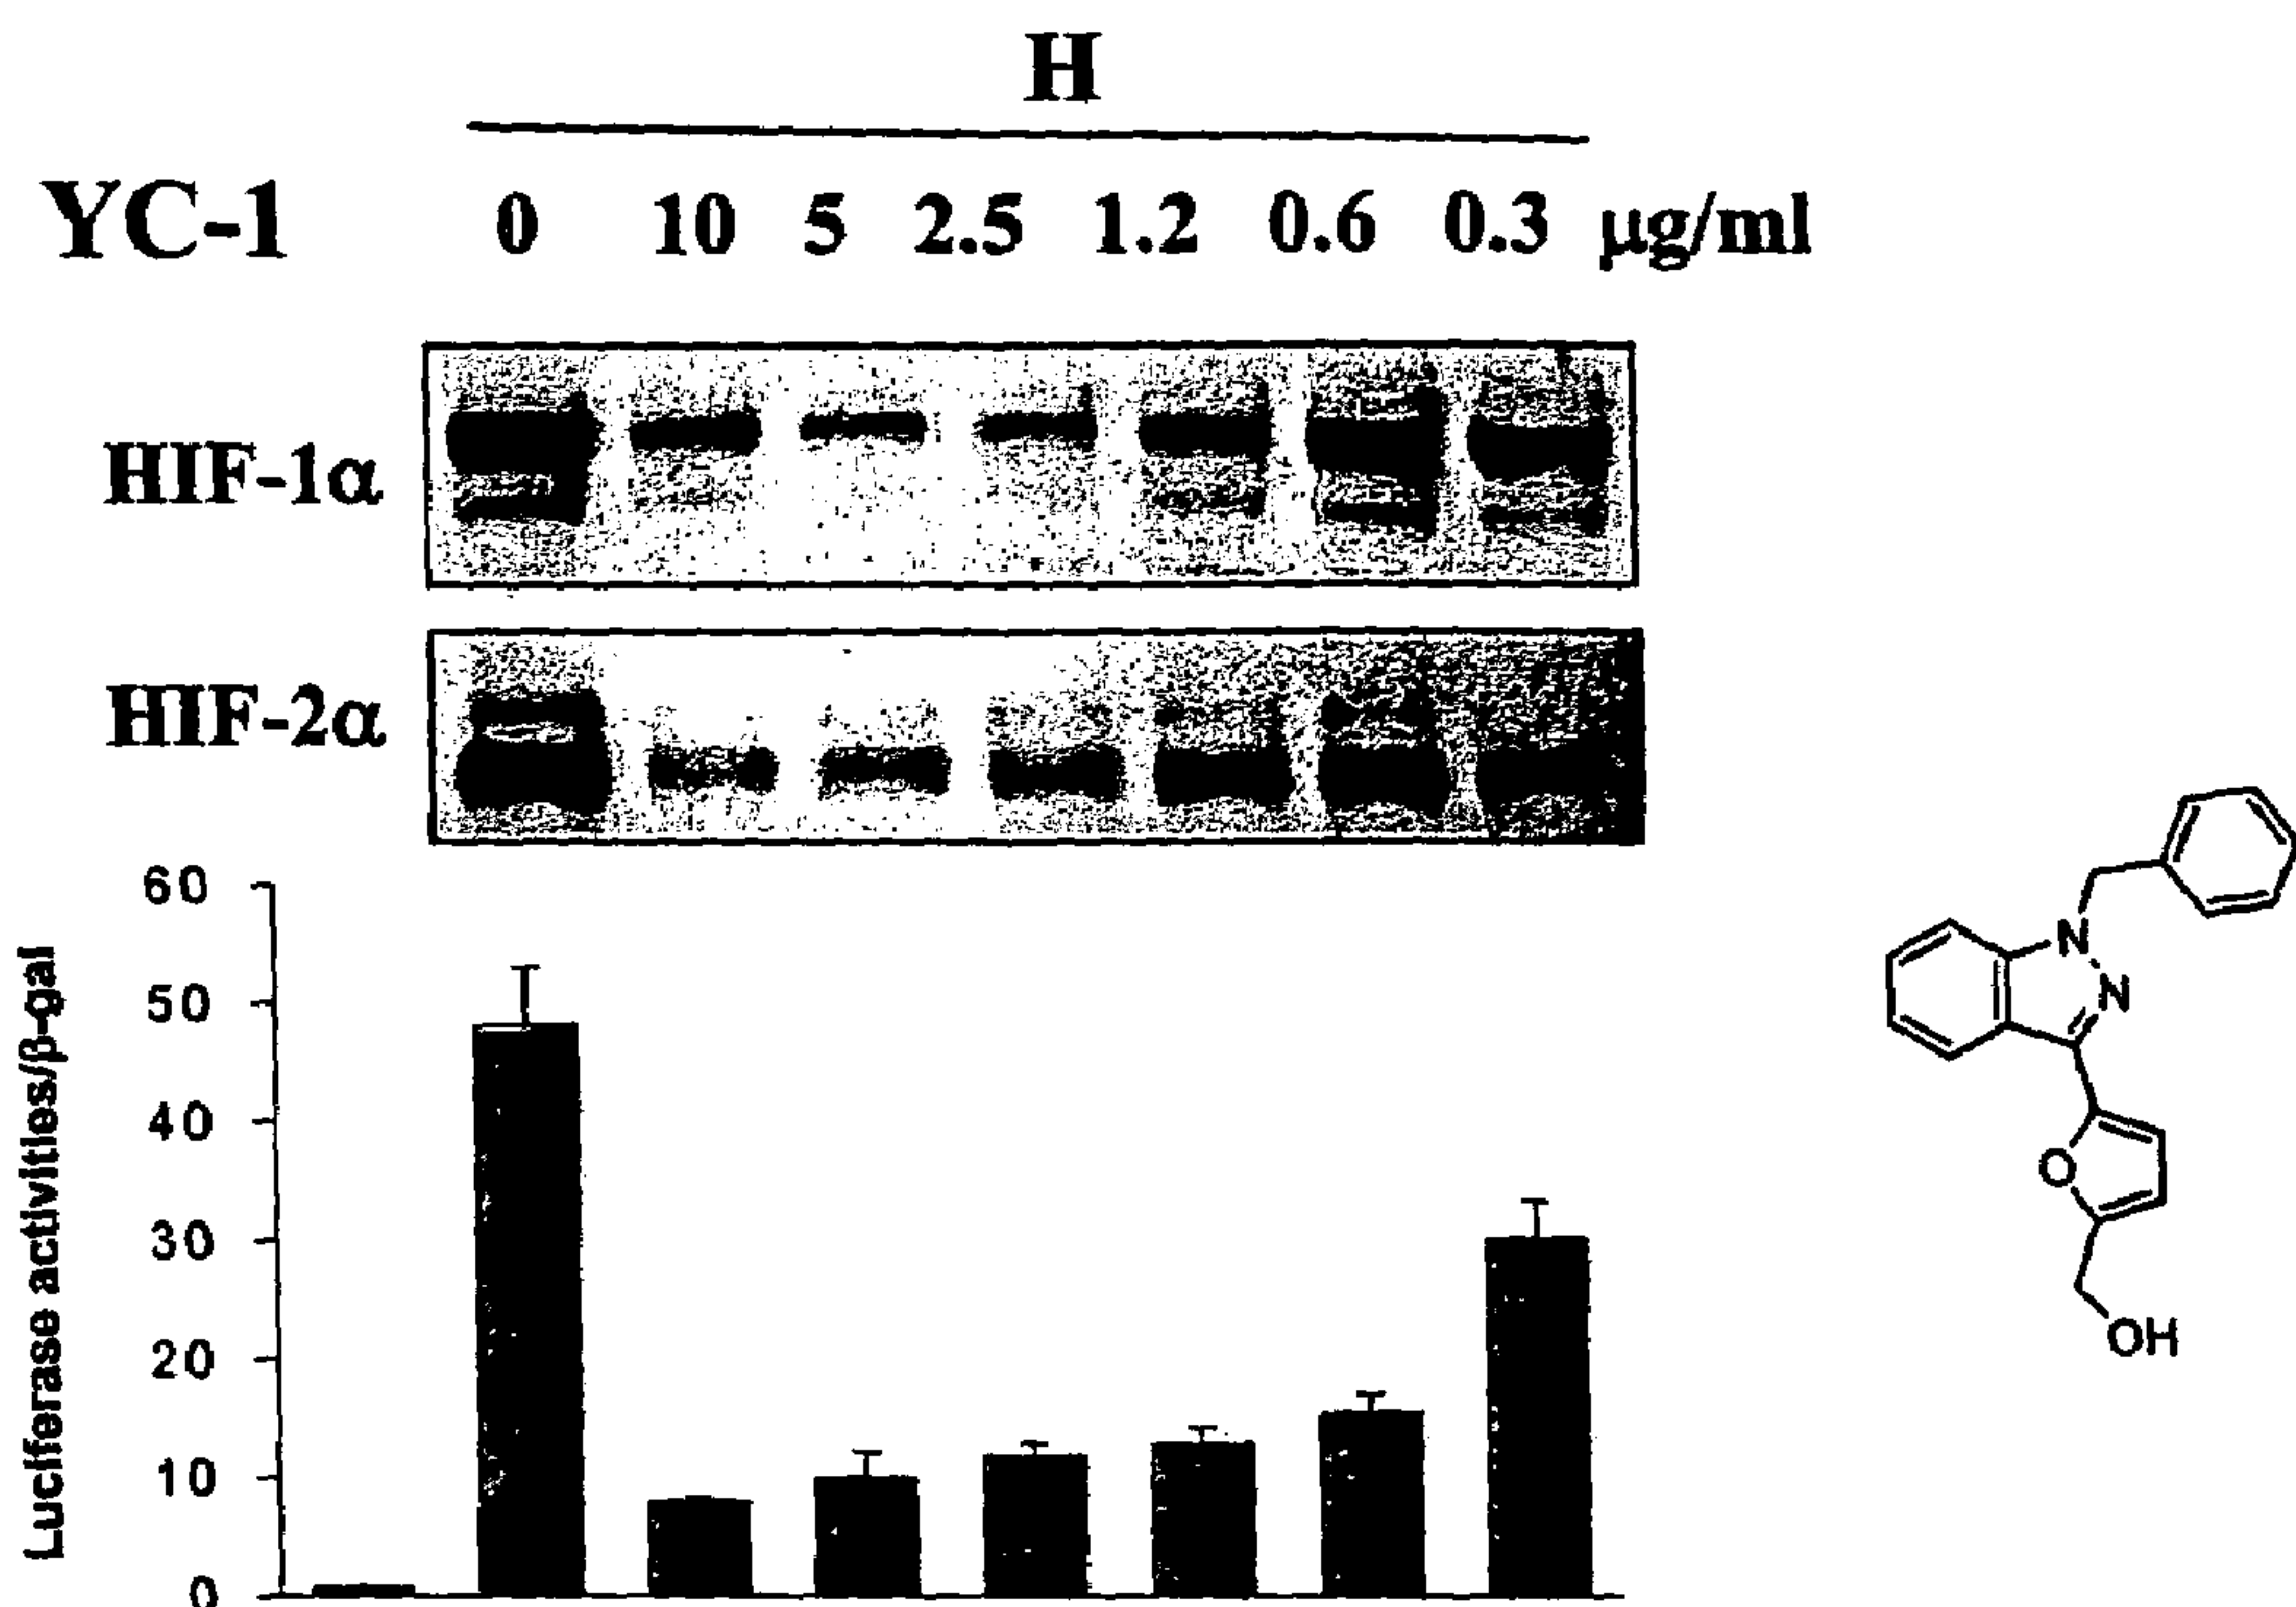 H
YC-1 0 10 5 2.5 1.2 0.6 0.3 µg/ml
HIF-1α
HIF-2α
60
50
40
30
20
10
0
Luciferase activities/β-gal
N
N
O
OH